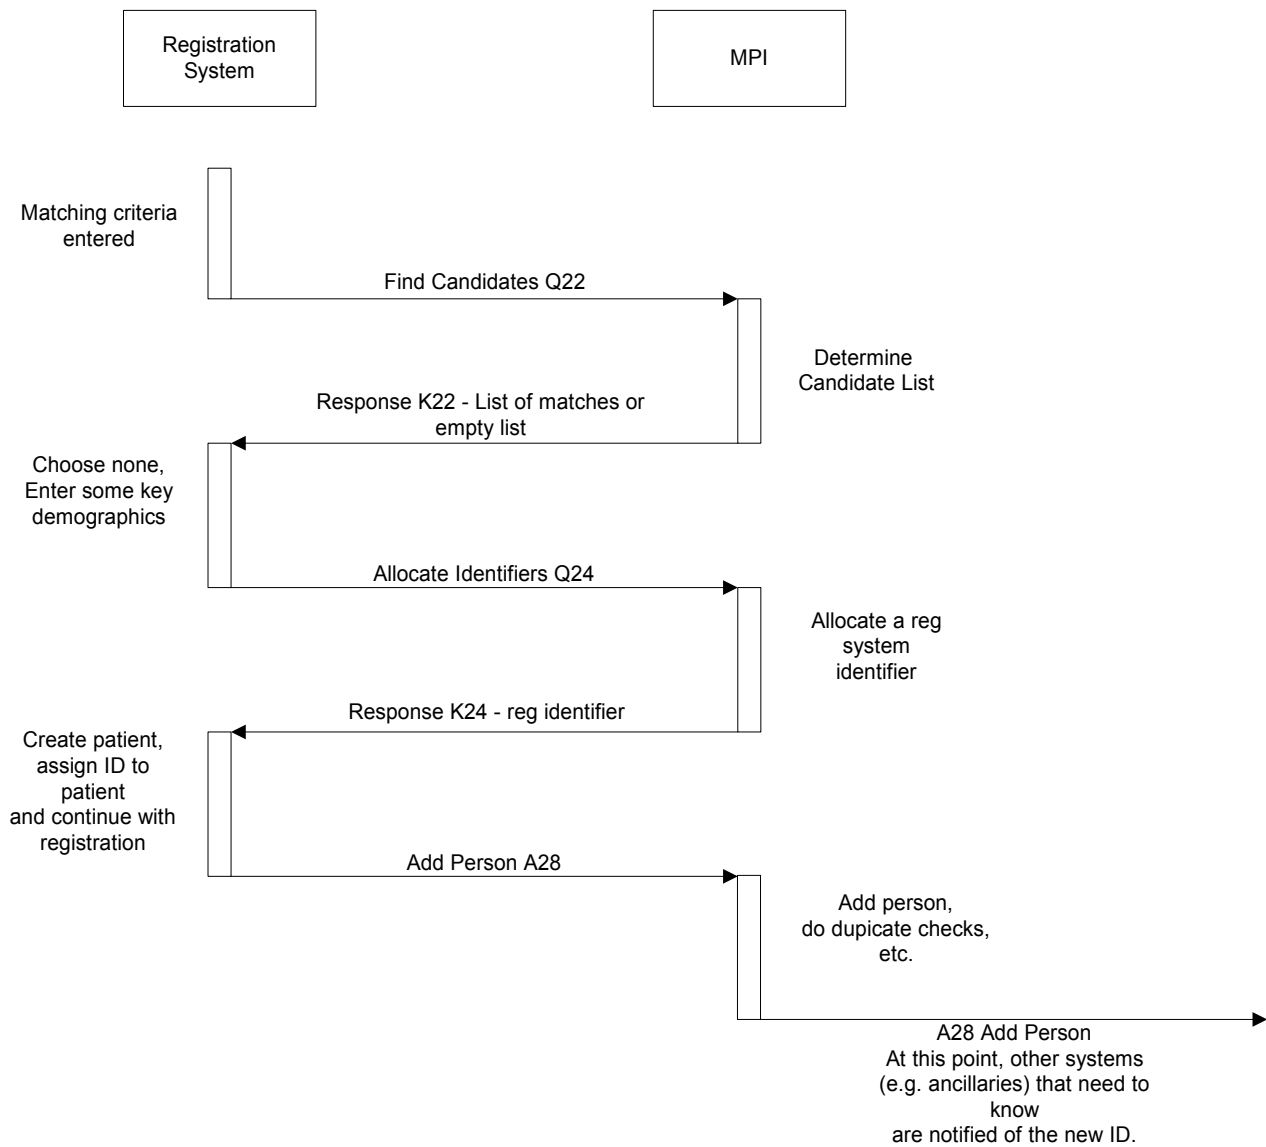 Registration
System
MPI
Matching criteria
entered
Find Candidates Q22
Determine
Candidate List
Response K22 - List of matches or
empty list
Choose none,
Enter some key
demographics
Allocate Identifiers Q24
Allocate a reg
system
identifier
Response K24 - reg identifier
Create patient,
assign ID to
patient
and continue with
registration
Add Person A28
Add person,
do dupicate checks,
etc.
A28 Add Person
At this point, other systems
(e.g. ancillaries) that need to
know
are notified of the new ID.